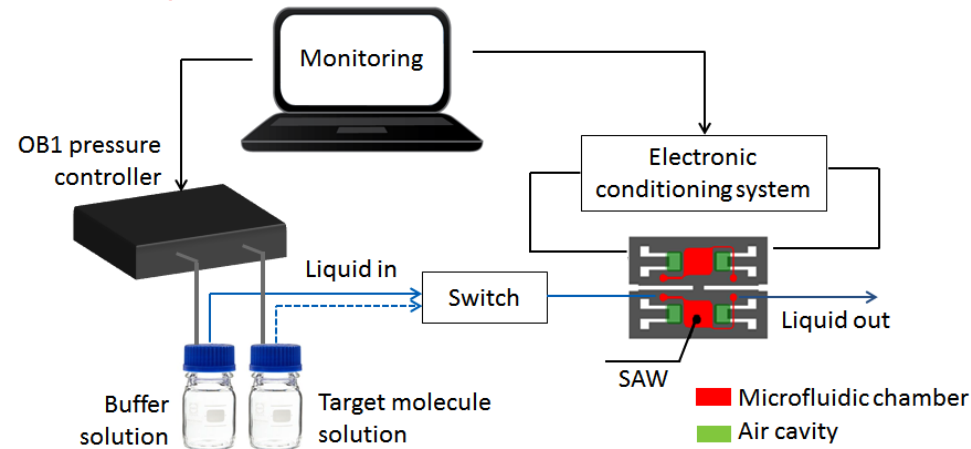 Monitoring
OB1 pressure
controller
Electronic
conditioning system
Liquid in
Switch
Liquid out
SAW
Buffer
solution
Target molecule
solution
Microfluidic chamber
Air cavity